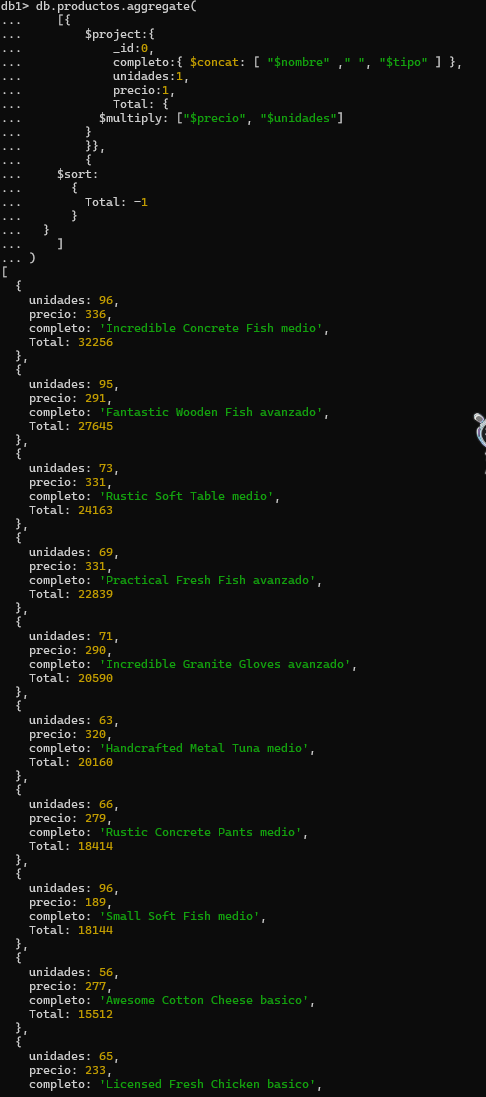 db1> db.productos.aggregate(
...     [{
...         $project:{
...             _id:0,
...             completo:{ $concat: [ "$nombre" ," ", "$tipo" ] },
...             unidades:1,
...             precio:1,
...             Total: {
...           $multiply: ["$precio", "$unidades"]
...         }
...         }},
...         {
...     $sort:
...       {
...         Total: -1
...       }
...   }
...     ]
... )
[
  {
    unidades: 96,
    precio: 336,
    completo: 'Incredible Concrete Fish medio',
    Total: 32256
  },
  {
    unidades: 95,
    precio: 291,
    completo: 'Fantastic Wooden Fish avanzado',
    Total: 27645
  },
  {
    unidades: 73,
    precio: 331,
    completo: 'Rustic Soft Table medio',
    Total: 24163
  },
  {
    unidades: 69,
    precio: 331,
    completo: 'Practical Fresh Fish avanzado',
    Total: 22839
  },
  {
    unidades: 71,
    precio: 290,
    completo: 'Incredible Granite Gloves avanzado',
    Total: 20590
  },
  {
    unidades: 63,
    precio: 320,
    completo: 'Handcrafted Metal Tuna medio',
    Total: 20160
  },
  {
    unidades: 66,
    precio: 279,
    completo: 'Rustic Concrete Pants medio',
    Total: 18414
  },
  {
    unidades: 96,
    precio: 189,
    completo: 'Small Soft Fish medio',
    Total: 18144
  },
  {
    unidades: 56,
    precio: 277,
    completo: 'Awesome Cotton Cheese basico',
    Total: 15512
  },
  {
    unidades: 65,
    precio: 233,
    completo: 'Licensed Fresh Chicken basico',